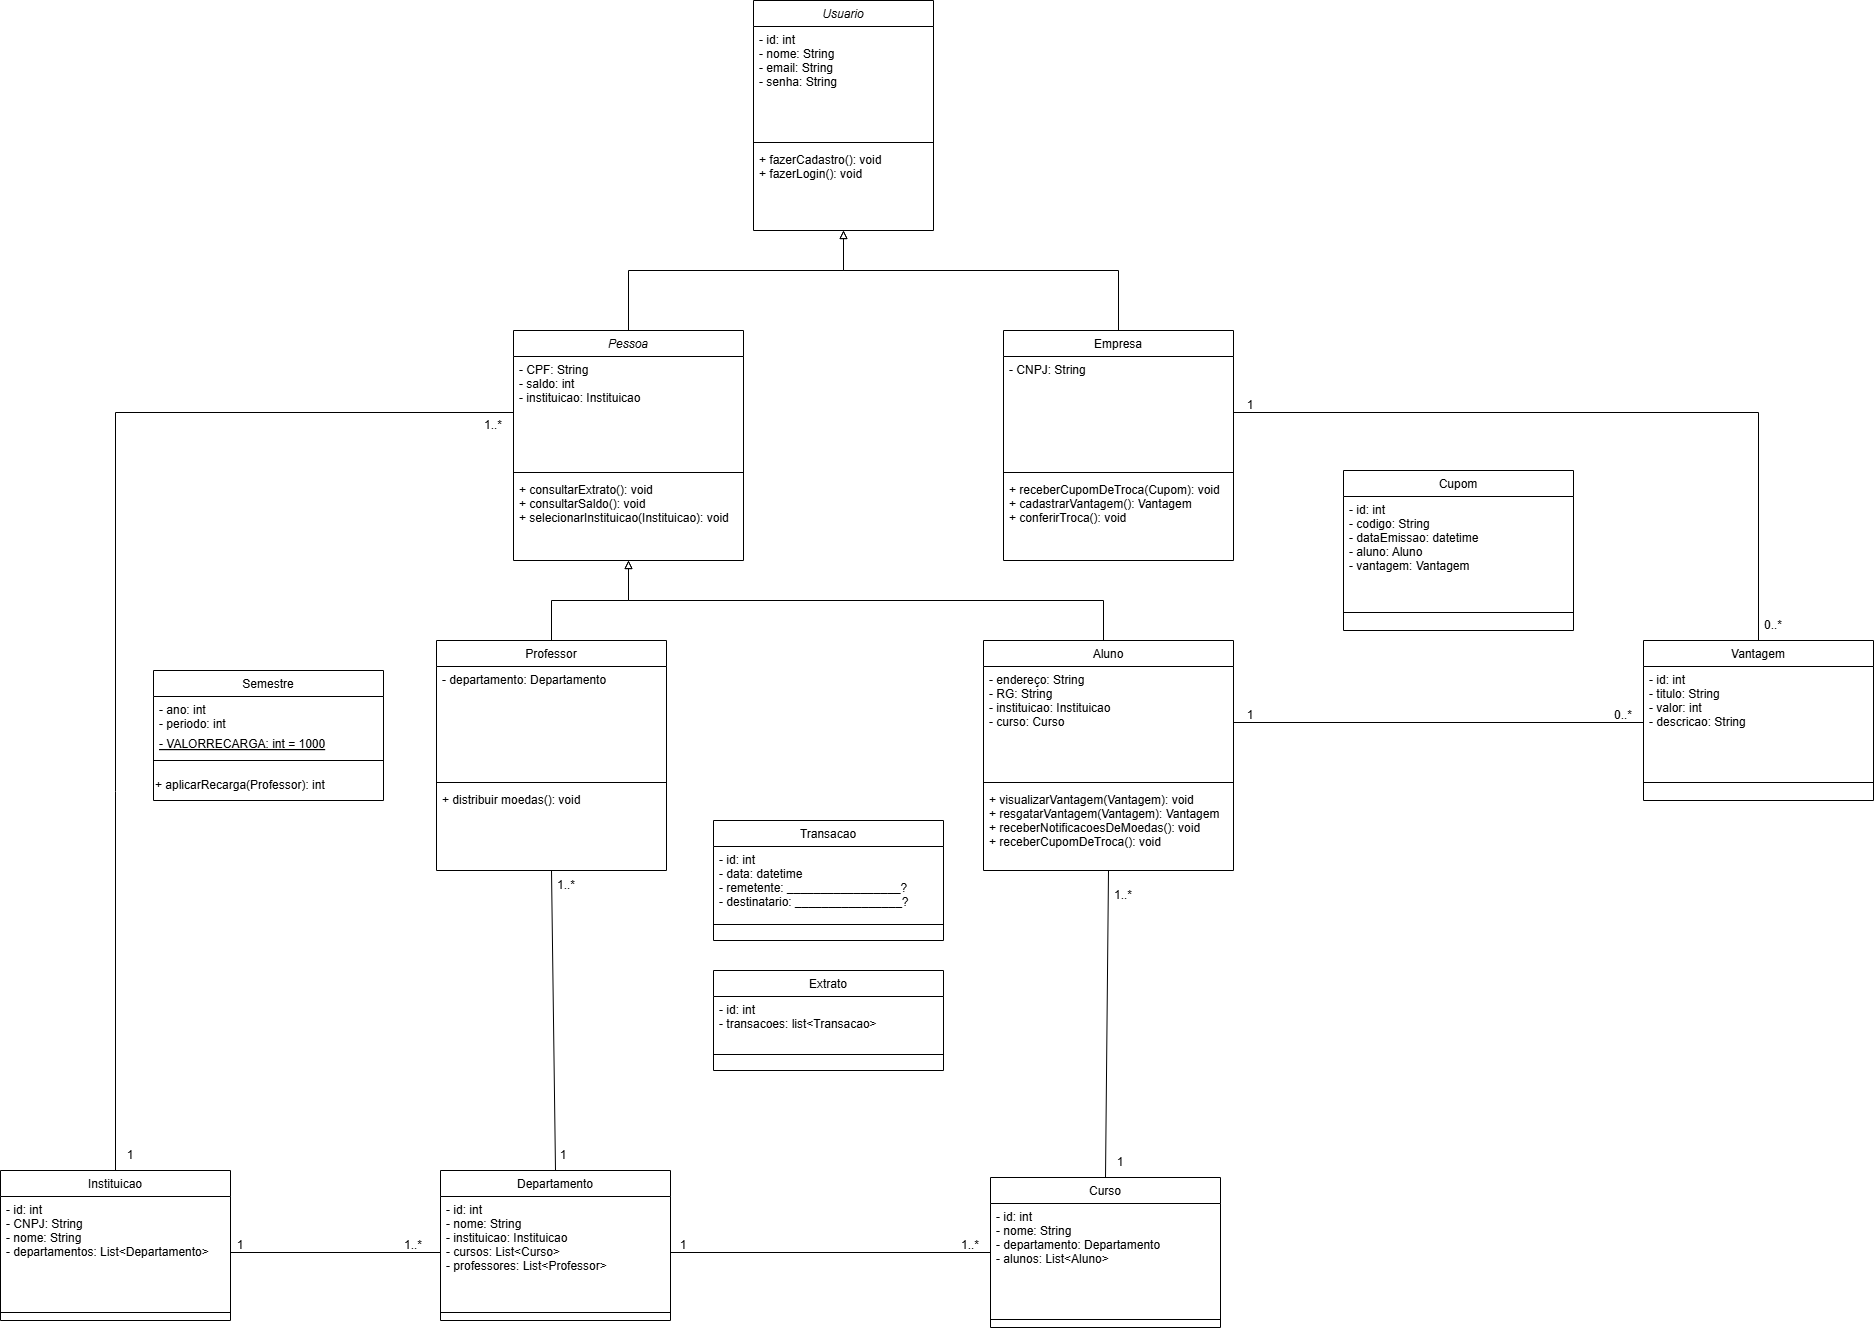 Usuario
- id: int
- nome: String
- email: String
- senha: String
+ fazerCadastro(): void
+ fazerLogin(): void
Pessoa
- CPF: String
- saldo: int
- instituicao: Instituicao
+ consultarExtrato(): void
+ consultarSaldo(): void
+ selecionarInstituicao(Instituicao): void
1..*
Empresa
- CNPJ: String
+ receberCupomDeTroca(Cupom): void
+ cadastrarVantagem(): Vantagem
+ conferirTroca(): void
1
0..*
Cupom
- id: int
- codigo: String
- dataEmissao: datetime
- aluno: Aluno
- vantagem: Vantagem
Semestre
- ano: int
- periodo: int
- VALORRECARGA: int = 1000
+ aplicarRecarga(Professor): int
Professor
- departamento: Departamento
+ distribuir moedas(): void
1..*
Aluno
- endereço: String
- RG: String
- instituicao: Instituicao
- curso: Curso
+ visualizarVantagem(Vantagem): void
+ resgatarVantagem(Vantagem): Vantagem
+ receberNotificacoesDeMoedas(): void
+ receberCupomDeTroca(): void
1
0..*
1..*
Vantagem
- id: int
- titulo: String
- valor: int
- descricao: String
Transacao
- id: int
- data: datetime
- remetente: _________________?
- destinatario: ________________?
Extrato
- id: int
- transacoes: list<Transacao>
1
1
1
Instituicao
- id: int
- CNPJ: String
- nome: String
- departamentos: List<Departamento>
1
1..*
Departamento
- id: int
- nome: String
- instituicao: Instituicao
- cursos: List<Curso>
- professores: List<Professor>
1
1..*
Curso
- id: int
- nome: String
- departamento: Departamento
- alunos: List<Aluno>